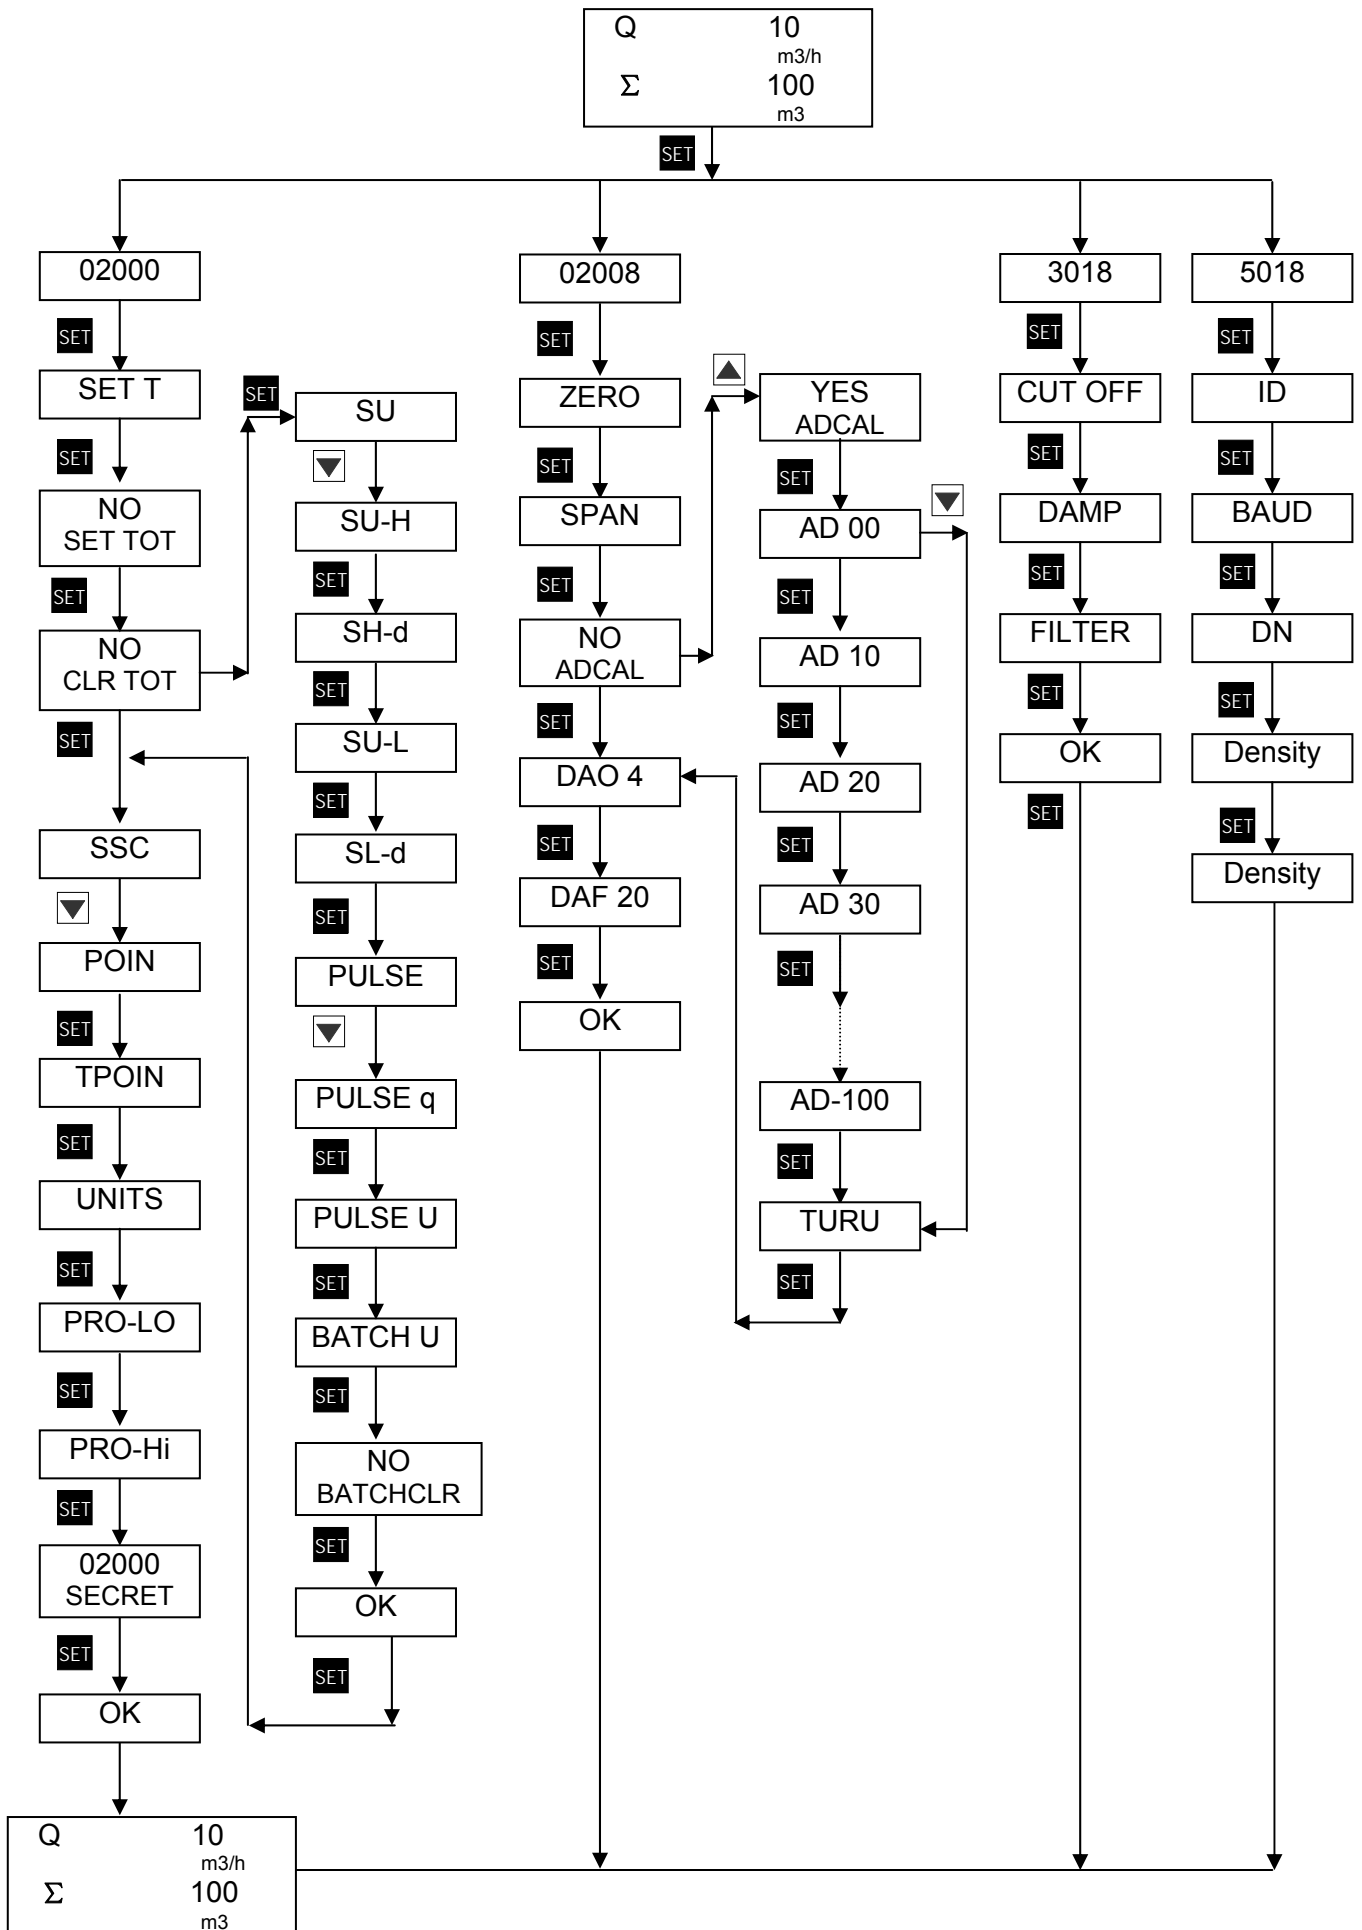 Q 10
m3/h
Σ 100
m3
SET
02000
SET
SET T
SET
NO
SET TOT
SET
NO
CLR TOT
SET
SSC
POIN
SET
TPOIN
SET
UNITS
SET
PRO-LO
SET
PRO-Hi
SET
02000
SECRET
SET
OK
SET
SU
SU-H
SET
SH-d
SET
SU-L
SET
SL-d
SET
PULSE
PULSE q
SET
PULSE U
SET
BATCH U
SET
NO
BATCHCLR
SET
OK
SET
02008
SET
ZERO
SET
SPAN
SET
NO
ADCAL
SET
DAO 4
SET
DAF 20
SET
OK
YES
ADCAL
SET
AD 00
SET
AD 10
SET
AD 20
SET
AD 30
SET
AD-100
SET
TURU
SET
3018
SET
CUT OFF
SET
DAMP
SET
FILTER
SET
OK
SET
5018
SET
ID
SET
BAUD
SET
DN
SET
Density
SET
Density
Q 10
m3/h
Σ 100
m3